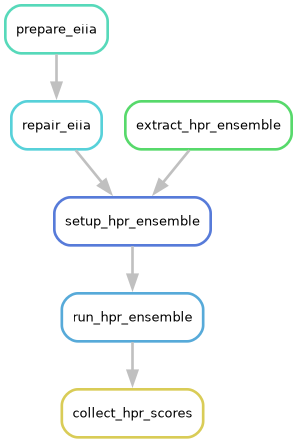 prepare_eiia
repair_eiia
extract_hpr_ensemble
setup_hpr_ensemble
run_hpr_ensemble
collect_hpr_scores